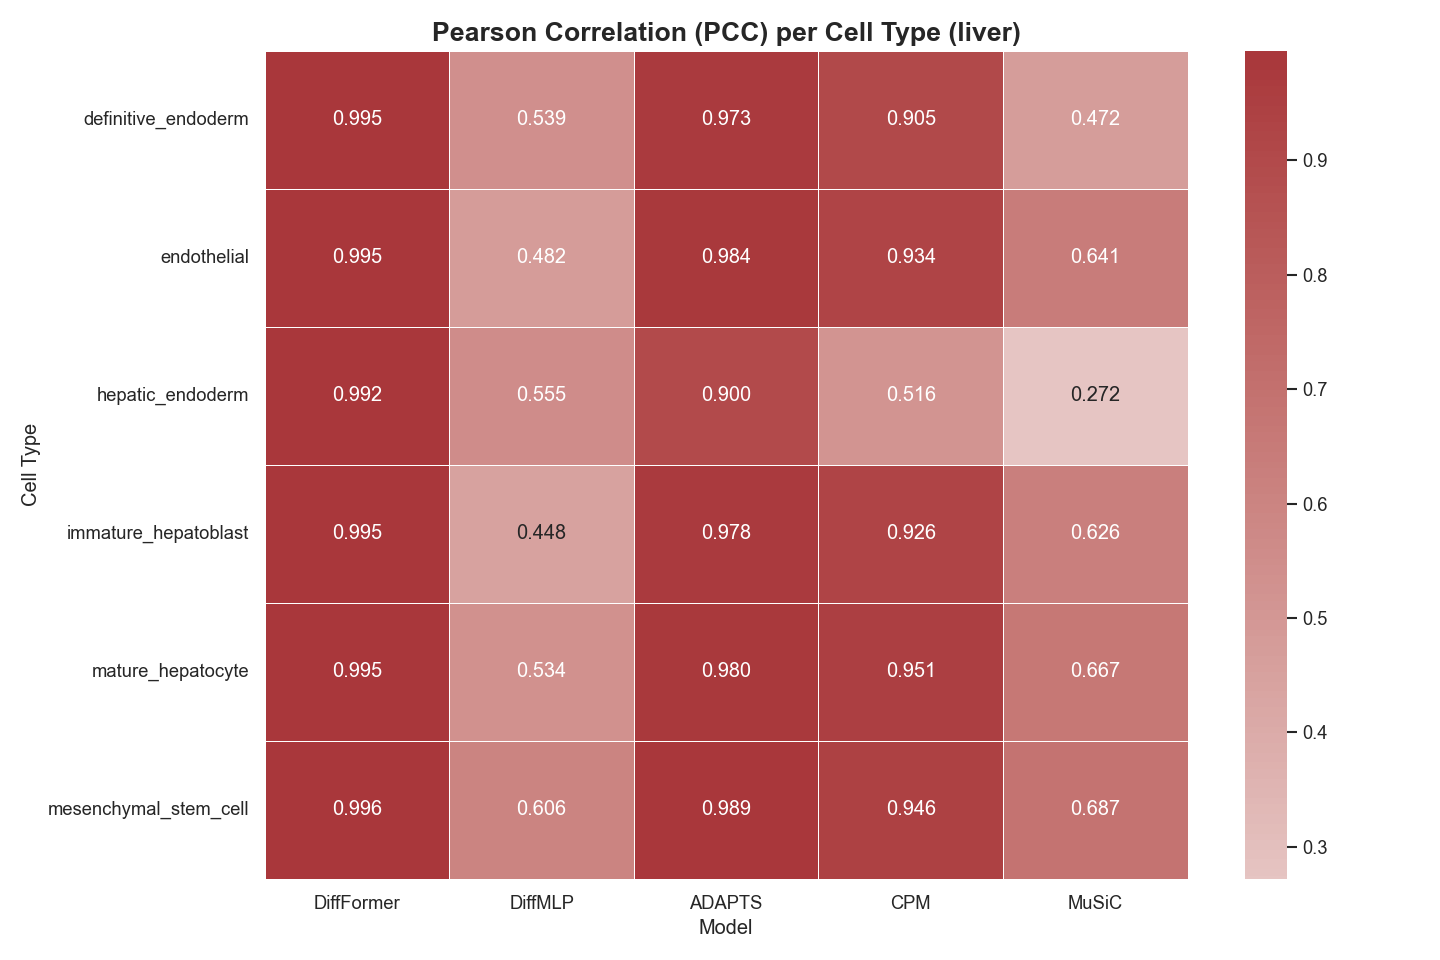 Pearson Correlation (PCC) per Cell Type (liver)
definitive_endoderm 0.995 0.539 0.973 0.905 0.472
endothelial 0.995 0.482 0.984 0.934 0.641
hepatic_endoderm 0.992 0.555 0.900 0.516 0.272
immature_hepatoblast 0.995 0.448 0.978 0.926 0.626
mature_hepatocyte 0.995 0.534 0.980 0.951 0.667
mesenchymal_stem_cell 0.996 0.606 0.989 0.946 0.687
Cell Type
DiffFormer DiffMLP ADAPTS CPM MuSiC
Model
0.9
0.8
0.7
0.6
0.5
0.4
0.3